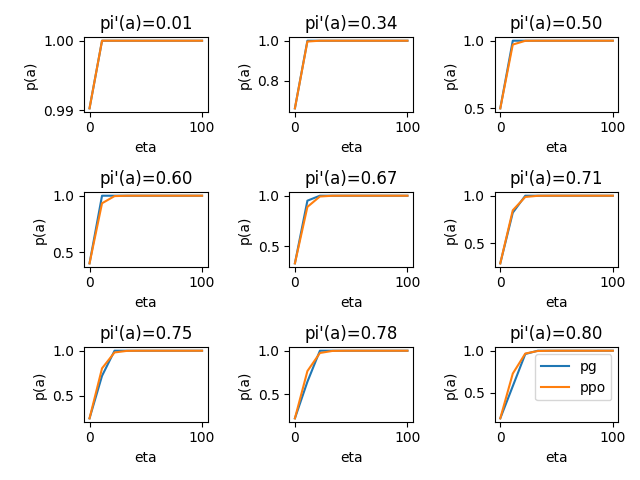 pi'(a)=0.01 pi'(a)=0.34 pi'(a)=0.50
1.00 1.0 1.0
p(a) p(a) p(a)
0.8
0.99 0.5
0 100 0 100 0 100
eta eta eta
pi'(a)=0.60 pi'(a)=0.67 pi'(a)=0.71
1.0 1.0 1.0
p(a) p(a) p(a)
0.5 0.5 0.5
0 100 0 100 0 100
eta eta eta
pi'(a)=0.75 pi'(a)=0.78 pi'(a)=0.80
1.0 1.0 1.0
pg
p(a) p(a) p(a)
ppo
0.5 0.5 0.5
0 100 0 100 0 100
eta eta eta